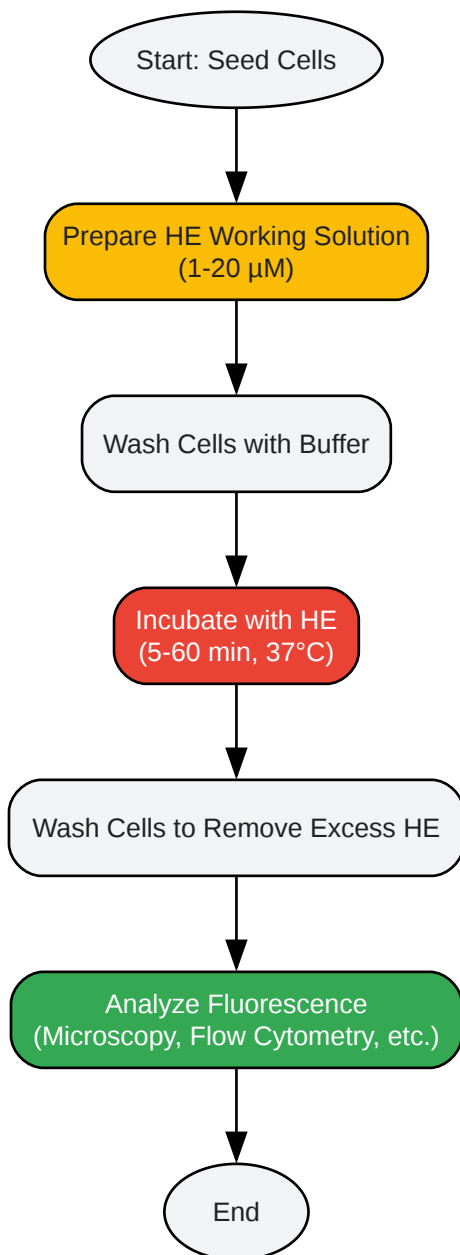 Start: Seed Cells
Prepare HE Working Solution
(1-20 µM)
Wash Cells with Buffer
Incubate with HE
(5-60 min, 37°C)
Wash Cells to Remove Excess HE
Analyze Fluorescence
(Microscopy, Flow Cytometry, etc.)
End